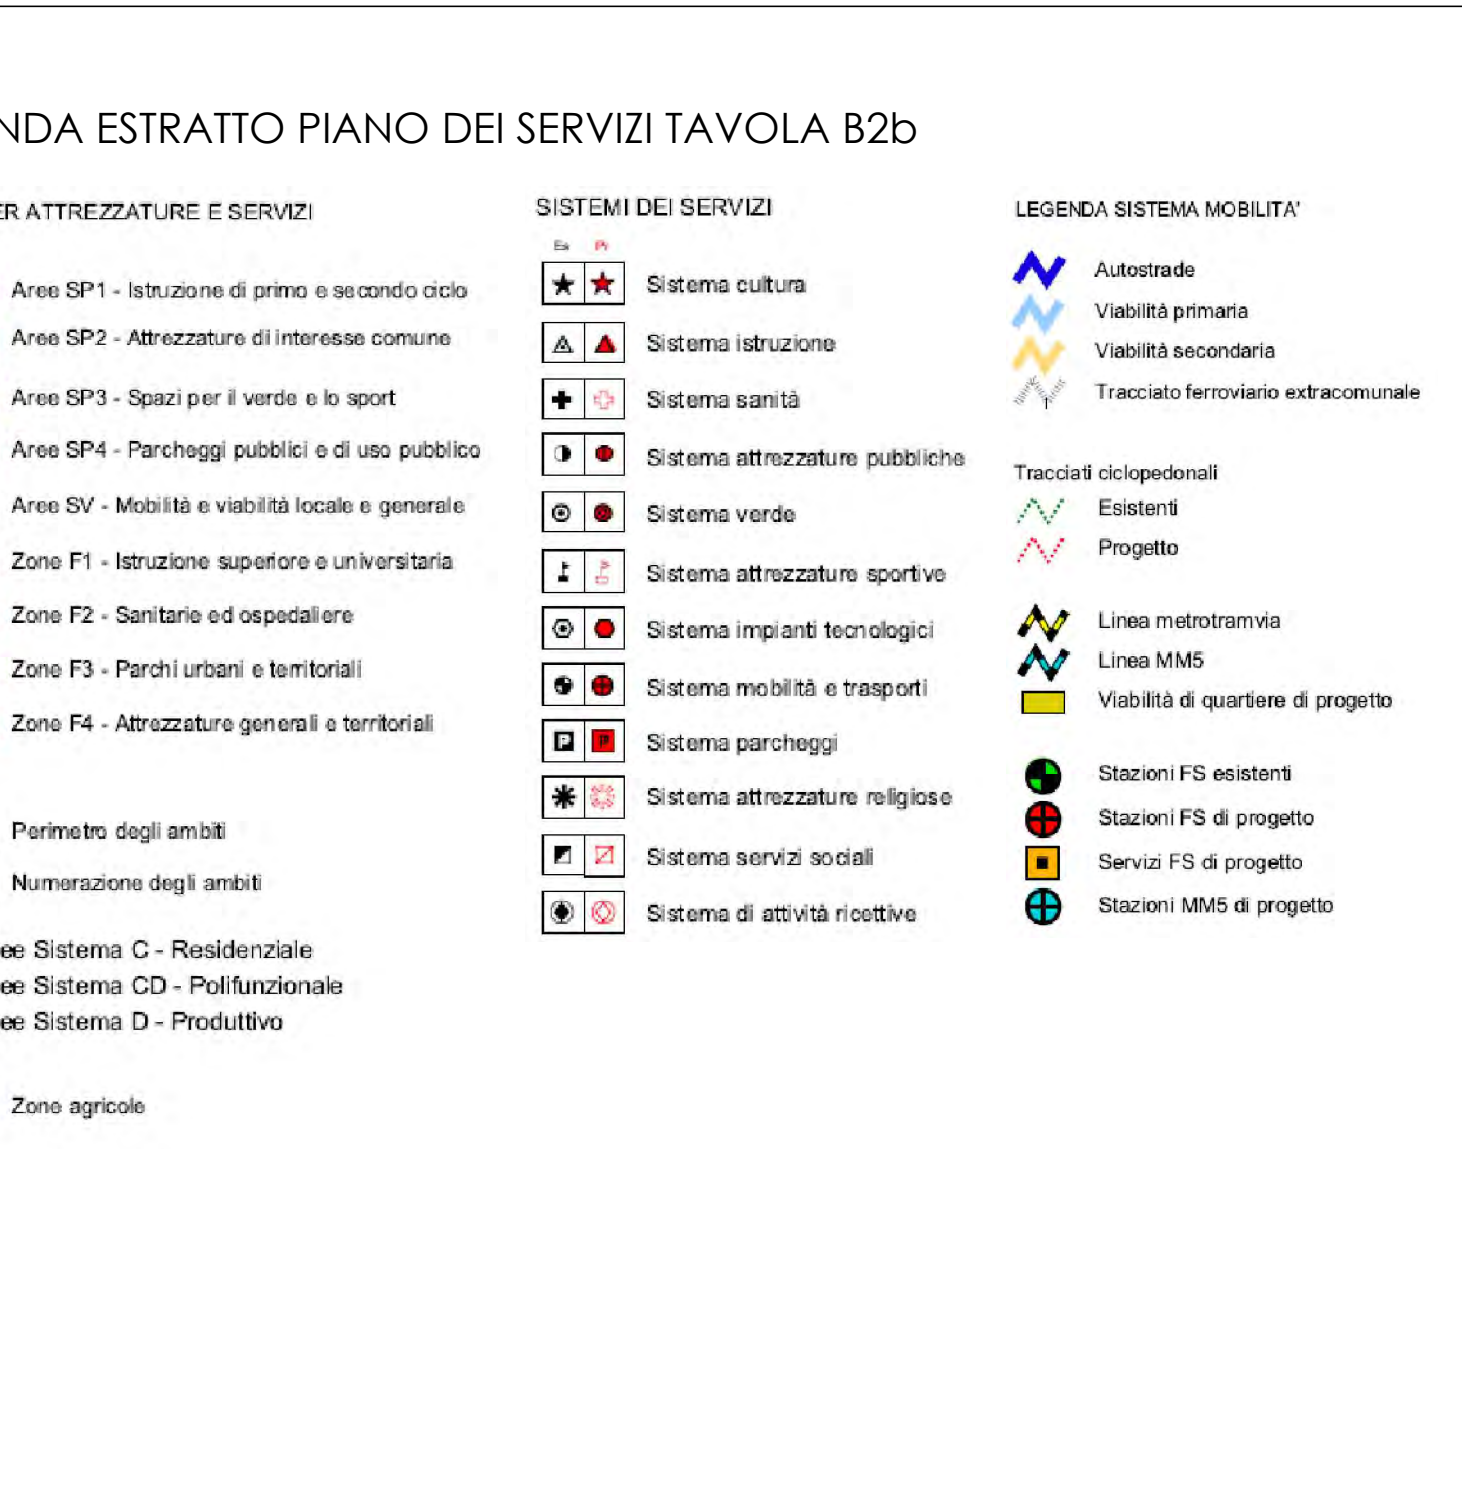 NDA ESTRATTO PIANO DEI SERVIZI TAVOLA B2b
ER ATTREZZATURE E SERVIZI
Aree SP1 - Istruzione di primo e secondo ciclo
Aree SP2 - Attrezzature di interesse comune
Aree SP3 - Spazi per il verde e lo sport
Aree SP4 - Parcheggi pubblici e di uso pubblico
Aree SV - Mobilità e viabilità locale e generale
Zone F1 - Istruzione superiore e universitaria
Zone F2 - Sanitarie ed ospedaliere
Zone F3 - Parchi urbani e territoriali
Zone F4 - Attrezzature generali e territoriali
Perimetro degli ambiti
Numerazione degli ambiti
ee Sistema C - Residenziale
ee Sistema CD - Polifunzionale
ee Sistema D - Produttivo
Zone agricole
SISTEMI DEI SERVIZI
Es Pr
Sistema cultura
Sistema istruzione
Sistema sanità
Sistema attrezzature pubbliche
Sistema verde
Sistema attrezzature sportive
Sistema impianti tecnologici
Sistema mobilità e trasporti
P P Sistema parcheggi
Sistema attrezzature religiose
Sistema servizi sociali
Sistema di attività ricettive
LEGENDA SISTEMA MOBILITA'
Autostrade
Viabilità primaria
Viabilità secondaria
Tracciato ferroviario extracomunale
Tracciati ciclopedonali
Esistenti
Progetto
Linea metrotramvia
Linea MM5
Viabilità di quartiere di progetto
Stazioni FS esistenti
Stazioni FS di progetto
Servizi FS di progetto
Stazioni MM5 di progetto